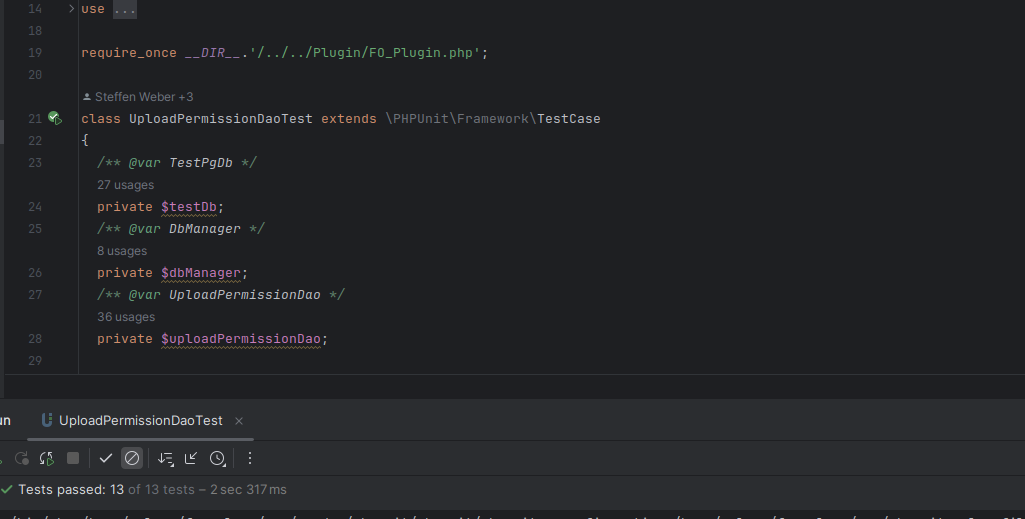 14 use ...
18
19 require_once __DIR__.'/../../Plugin/FO_Plugin.php';
20
Steffen Weber +3
21 class UploadPermissionDaoTest extends \PHPUnit\Framework\TestCase
22 {
23 /** @var TestPgDb */
27 usages
24 private $testDb;
25 /** @var DbManager */
8 usages
26 private $dbManager;
27 /** @var UploadPermissionDao */
36 usages
28 private $uploadPermissionDao;
29
un UploadPermissionDaoTest ×
Tests passed: 13 of 13 tests – 2 sec 317 ms